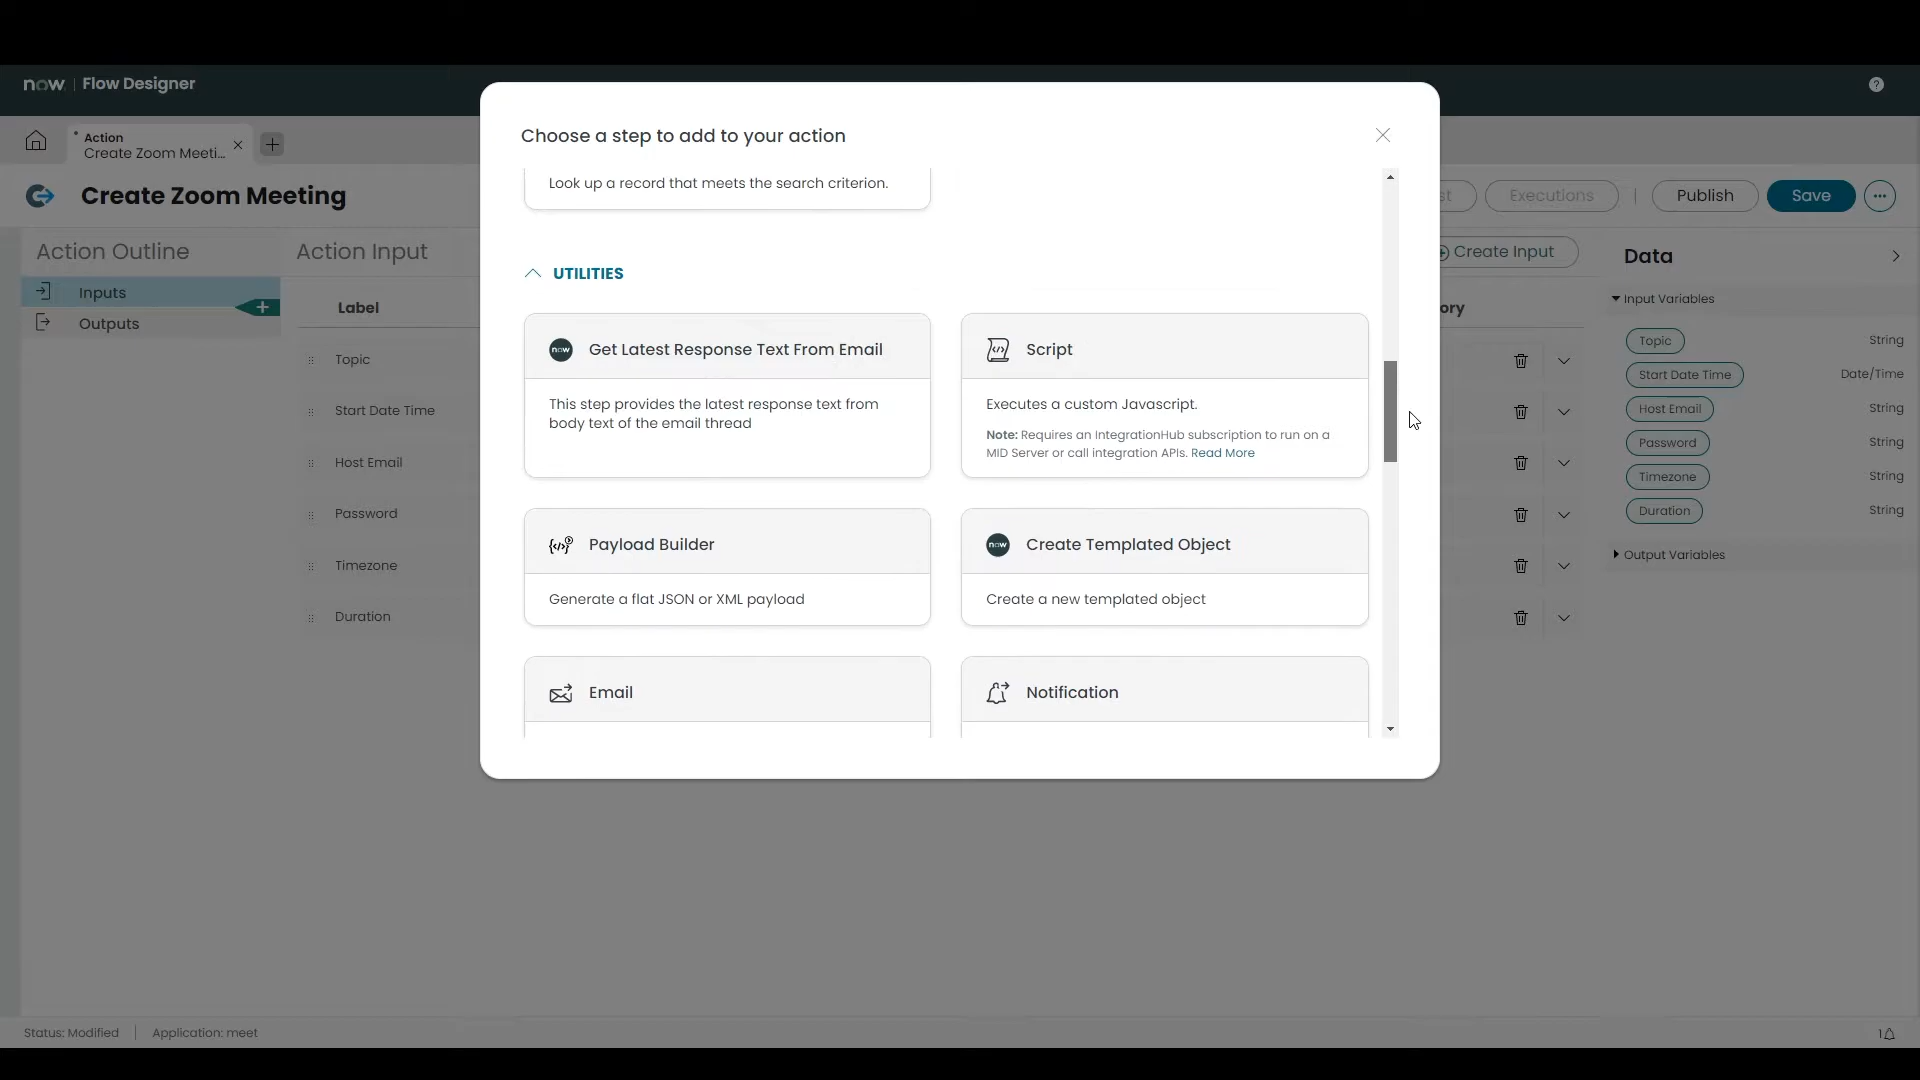 now | Flow Designer
Action
Create Zoom Meeti...
Create Zoom Meeting
Executions
Publish
Save
Action Outline
Inputs
Outputs
Action Input
Label
Topic
Start Date Time
Host Email
Password
Timezone
Duration
Choose a step to add to your action
Look up a record that meets the search criterion.
UTILITIES
now Get Latest Response Text From Email
This step provides the latest response text from
body text of the email thread
Script
Executes a custom Javascript.
Note: Requires an IntegrationHub subscription to run on a
MID Server or call integration APIs. Read More
Payload Builder
Generate a flat JSON or XML payload
now Create Templated Object
Create a new templated object
Email
Notification
Create Input
Data
Input Variables
Topic String
Start Date Time Date/Time
Host Email String
Password String
Timezone String
Duration String
Output Variables
Status: Modified | Application: meet
1